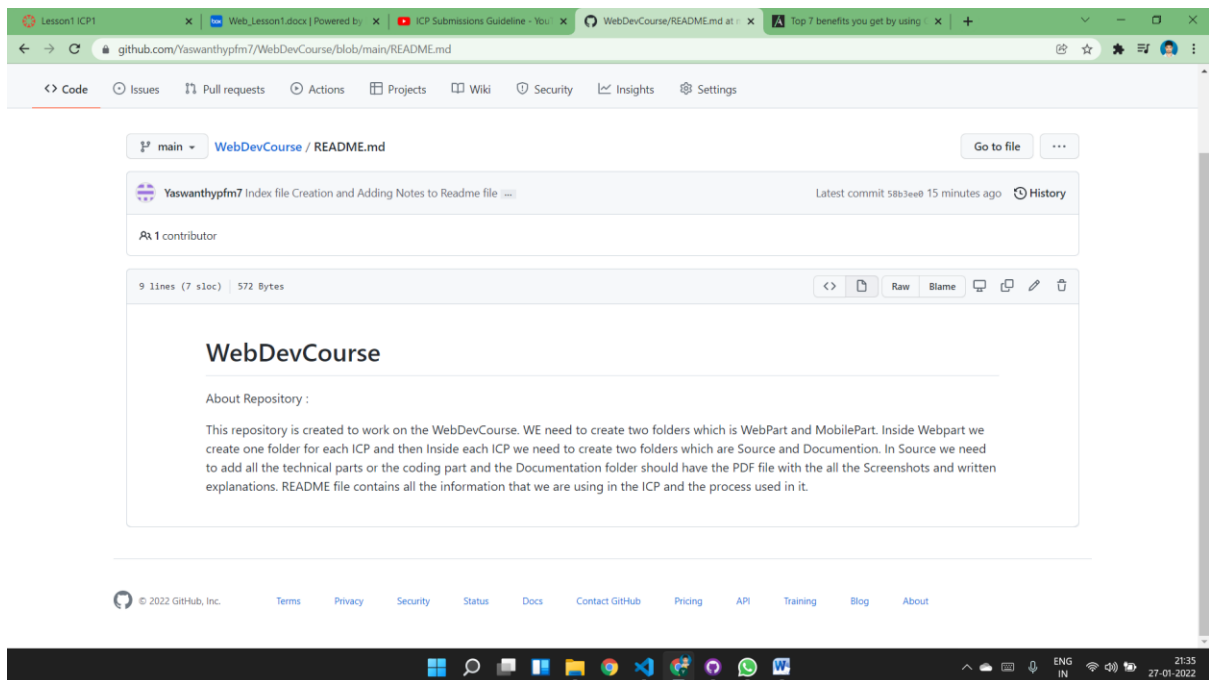 Lesson1 ICP1
Web_Lesson1.docx | Powered by
ICP Submissions Guideline - You
WebDevCourse/README.md at
Top 7 benefits you get by using
github.com/Yaswanthypfm7/WebDevCourse/blob/main/README.md
Code Issues Pull requests Actions Projects Wiki Security Insights Settings
main WebDevCourse / README.md Go to file ...
Yaswanthypfm7 Index file Creation and Adding Notes to Readme file ... Latest commit 58b3ee0 15 minutes ago History
1 contributor
9 lines (7 sloc) 572 Bytes <> Raw Blame
WebDevCourse
About Repository :
This repository is created to work on the WebDevCourse. WE need to create two folders which is WebPart and MobilePart. Inside Webpart we
create one folder for each ICP and then Inside each ICP we need to create two folders which are Source and Documention. In Source we need
to add all the technical parts or the coding part and the Documentation folder should have the PDF file with the all the Screenshots and written
explanations. README file contains all the information that we are using in the ICP and the process used in it.
© 2022 GitHub, Inc. Terms Privacy Security Status Docs Contact GitHub Pricing API Training Blog About
ENG
IN
21:35
27-01-2022